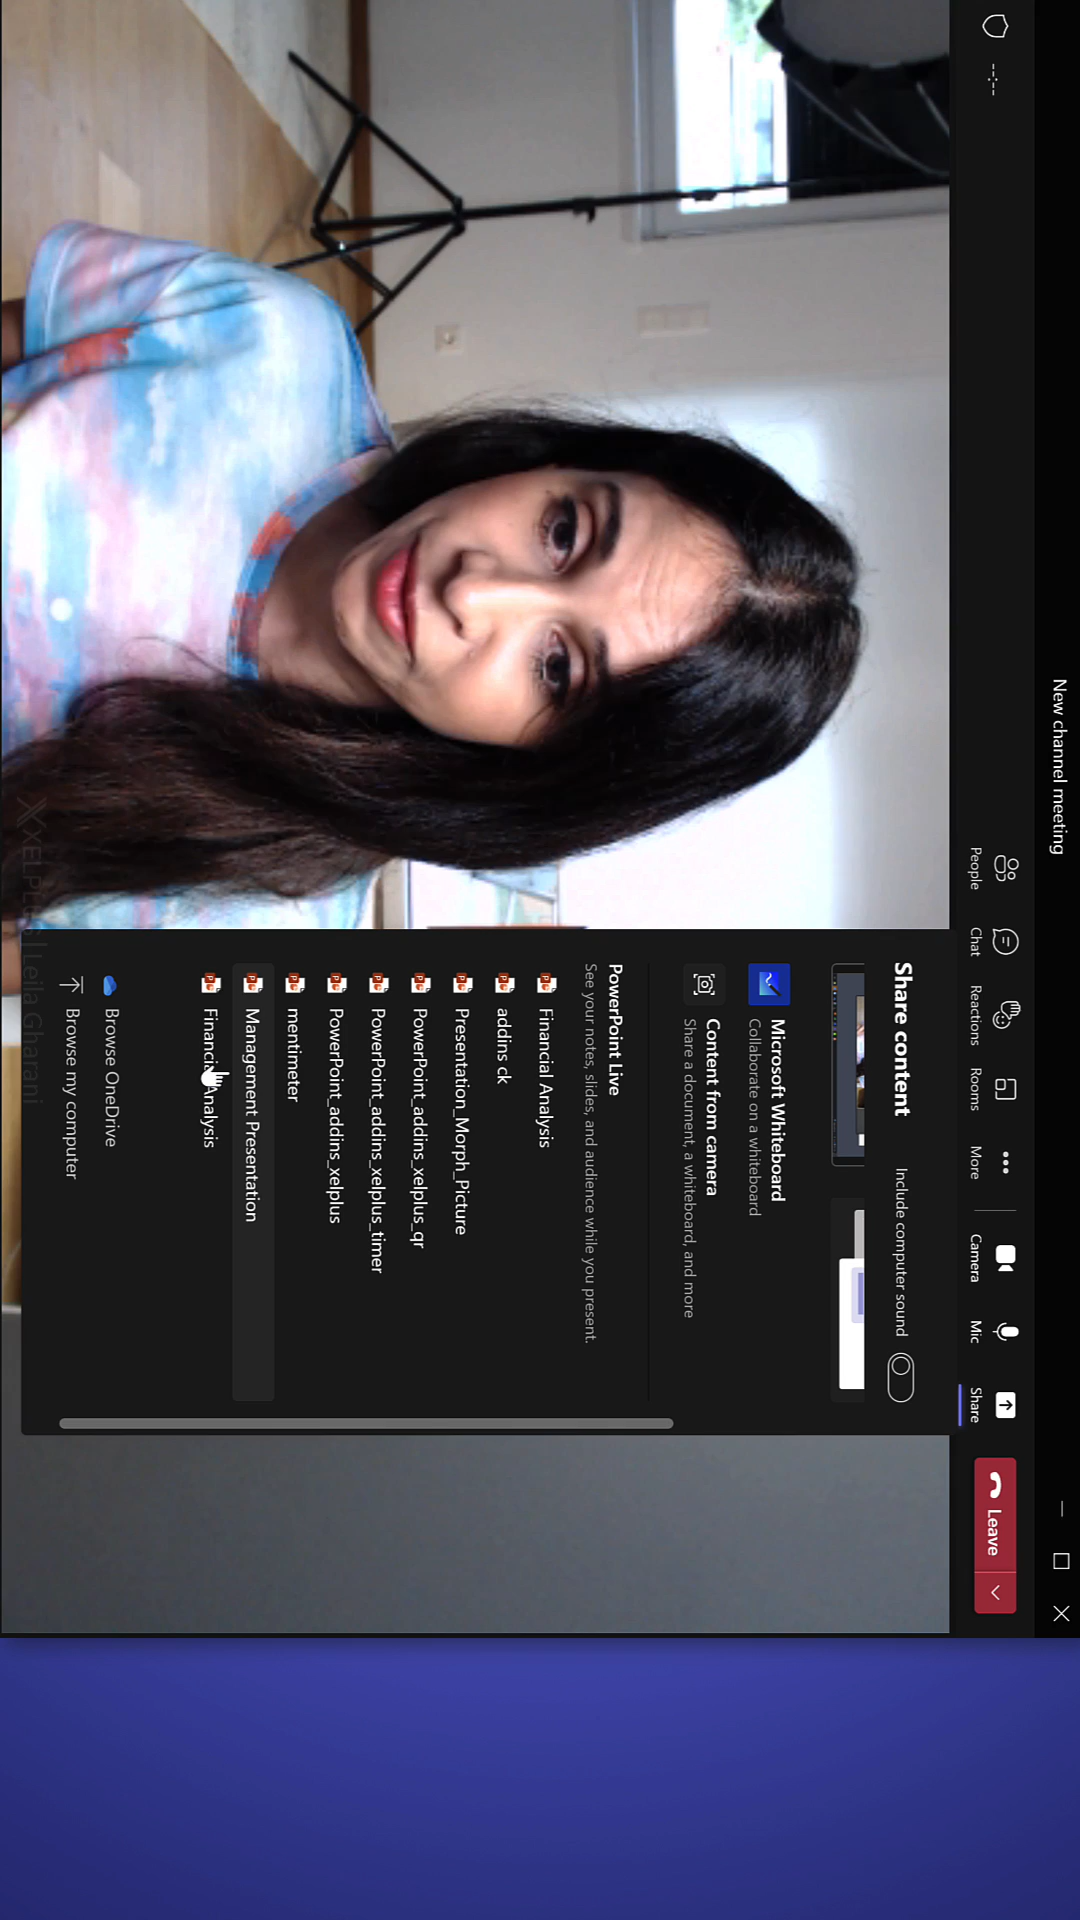 New channel meeting
--:--
People
Chat
Reactions
Rooms
More
Camera
Mic
Share
Leave
Share content
Include computer sound
Microsoft Whiteboard
Collaborate on a whiteboard
Content from camera
Share a document, a whiteboard, and more
PowerPoint Live
See your notes, slides, and audience while you present.
Financial Analysis
addins ck
Presentation_Morph_Picture
PowerPoint_addins_xelplus_qr
PowerPoint_addins_xelplus_timer
PowerPoint_addins_xelplus
mentimeter
Management Presentation
Financial Analysis
Browse OneDrive
Browse my computer
XELPLUS | Leila Gharani